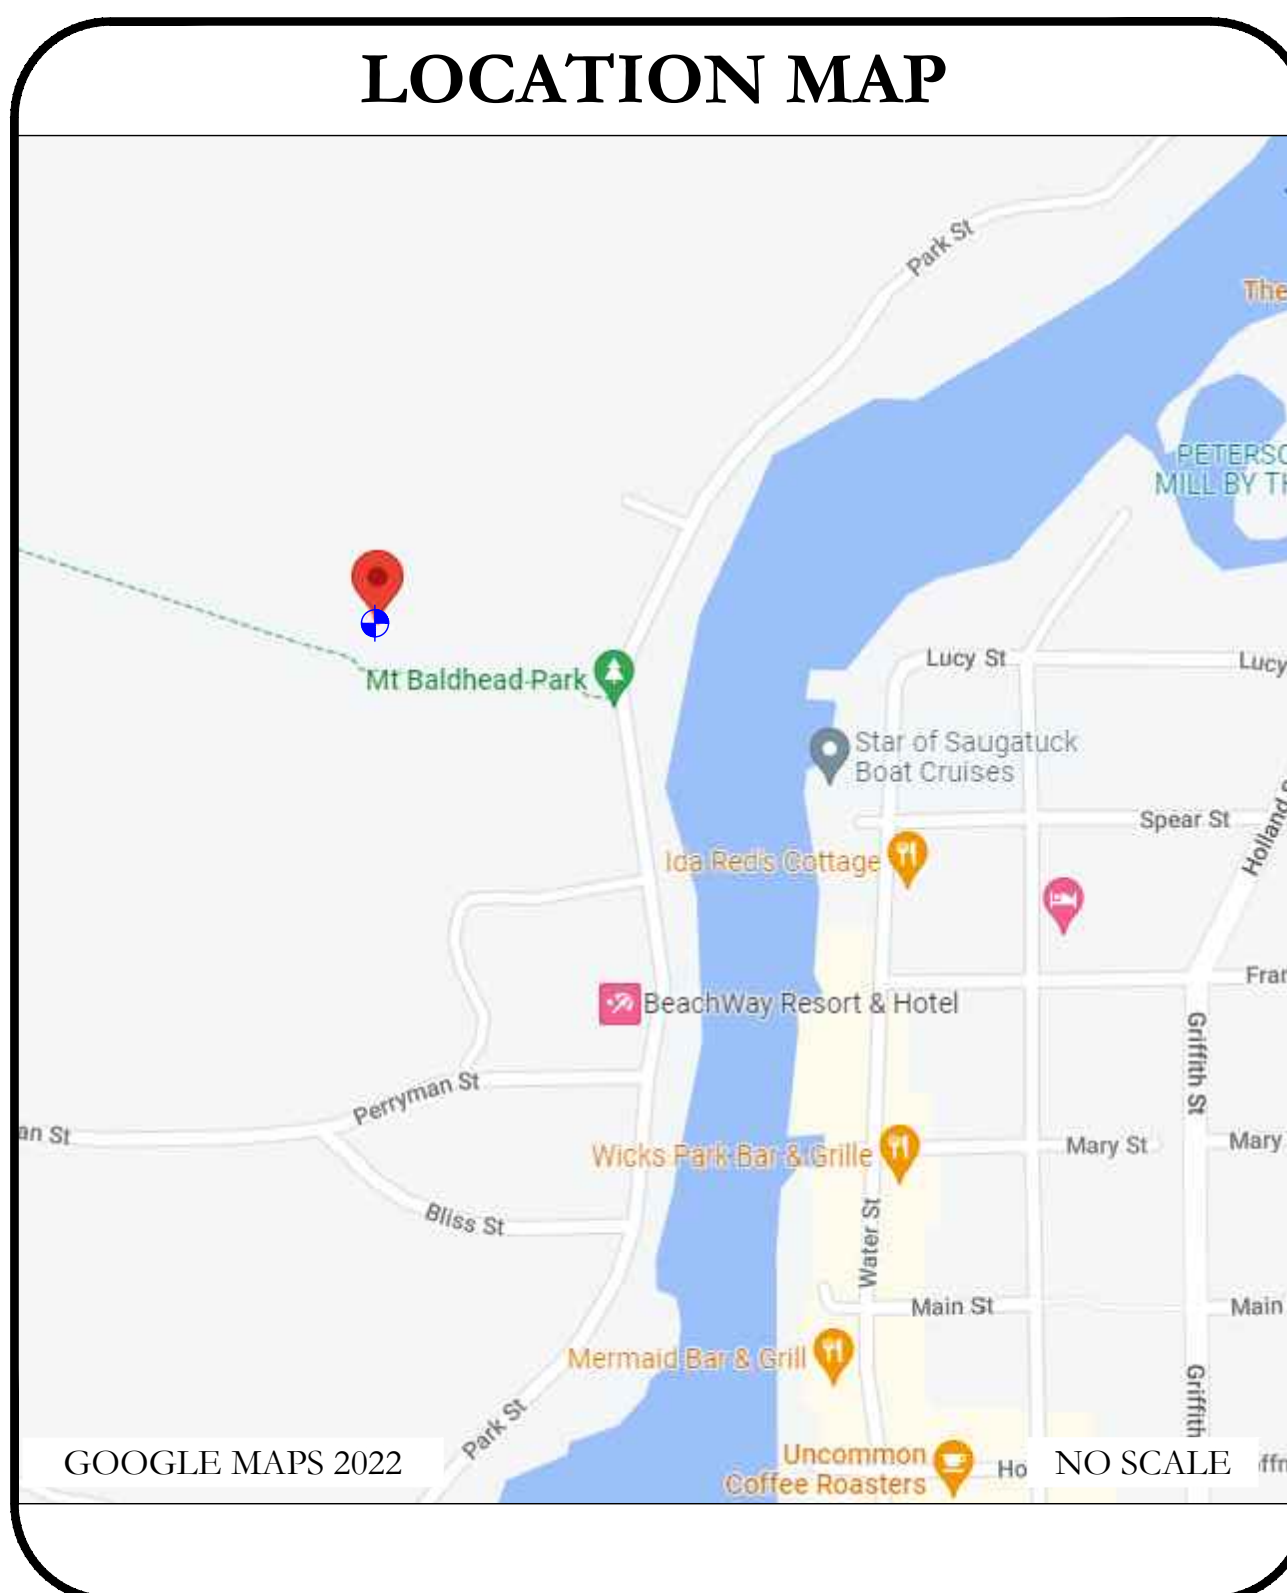 LOCATION MAP
Park St
The
PETERSO
MILL BY TH
Mt Baldhead Park
Lucy St
Lucy
Star of Saugatuck
Boat Cruises
Spear St
Holland S
Ida Red's Cottage
Fran
BeachWay Resort & Hotel
Griffith St
Perryman St
an St
Wicks Park Bar & Grille
Mary St
Mary
Bliss St
Water St
Main St
Main
Mermaid Bar & Grill
Griffith
Park St
GOOGLE MAPS 2022
Uncommon
Coffee Roasters
Ho
NO SCALE